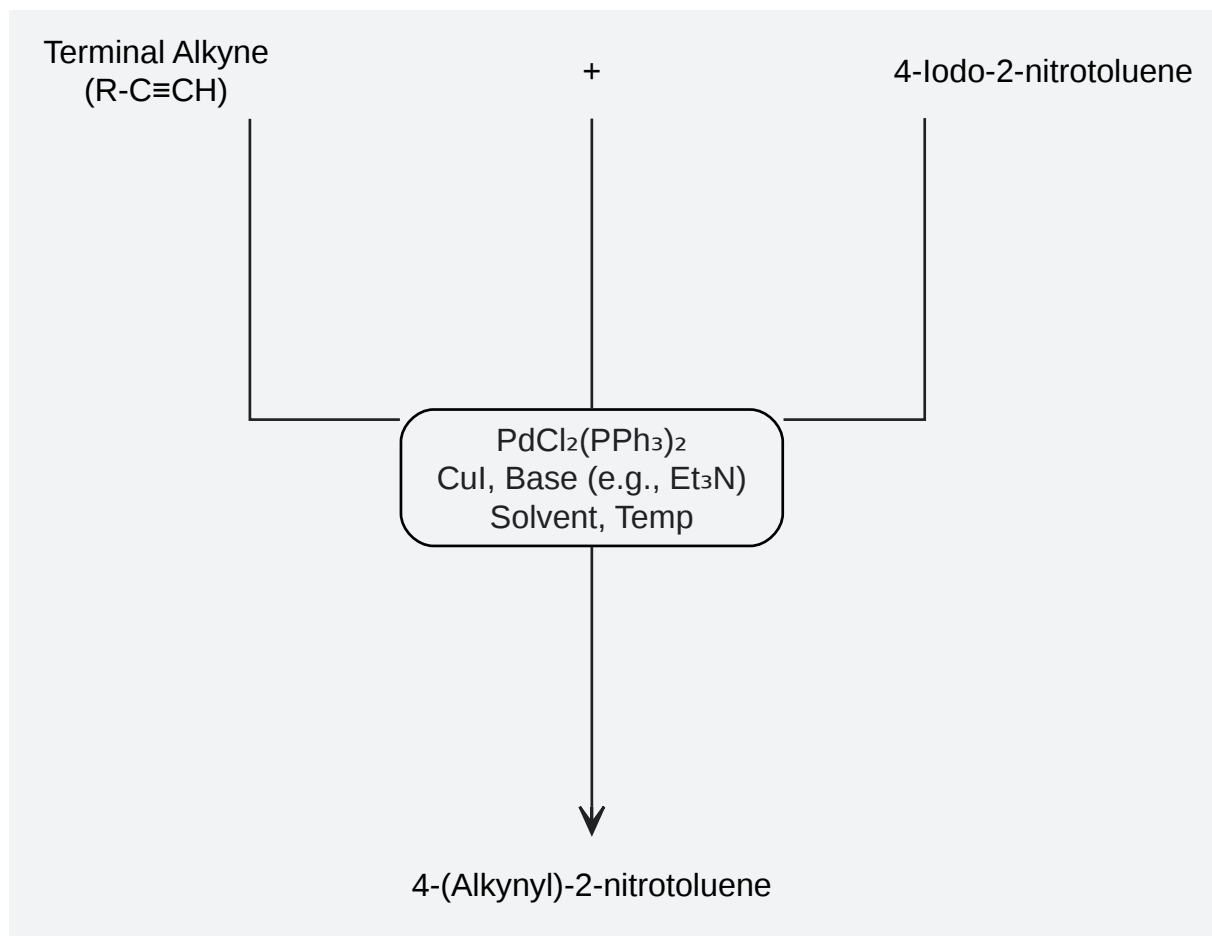 Terminal Alkyne
(R-C≡CH)
+
4-Iodo-2-nitrotoluene
PdCl₂(PPh₃)₂
CuI, Base (e.g., Et₃N)
Solvent, Temp
4-(Alkynyl)-2-nitrotoluene